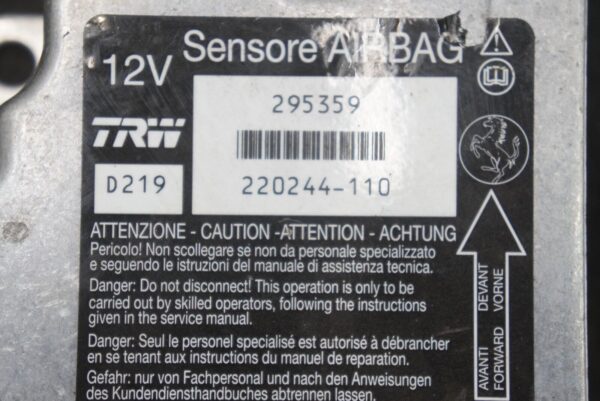 Sensore AIRBAG
12V
295359
TRW
D219
220244-110
ATTENZIONE - CAUTION -ATTENTION - ACHTUNG
Pericolo! Non scollegare se non da personale specializzato
e seguendo le istruzioni del manuale di assistenza tecnica.
Danger: Do not disconnect! This operation is only to be
carried out by skilled operators, following the instructions
given in the service manual.
Danger: Seul le personel specialisé est autorisé à débrancher
en se tenant aux instructions du manuel de reparation.
Gefahr: nur von Fachpersonal und nach den Anweisungen
des Kundendiensthandbuches abtrennen lassen.
AVANTI DEVANT
FORWARD VORNE